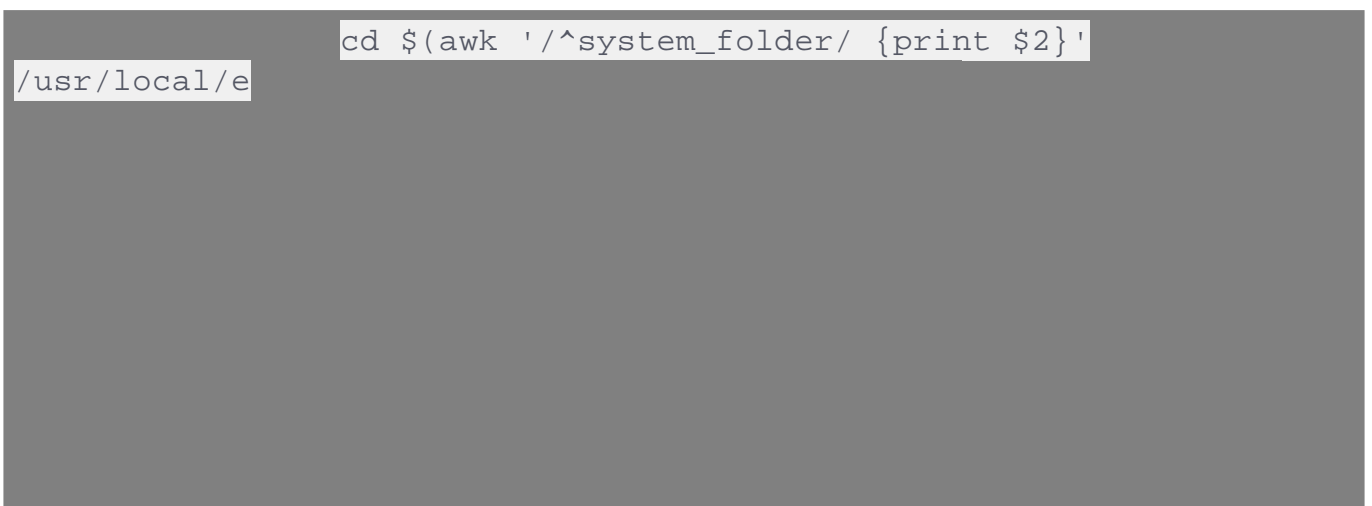 cd $(awk '/^system_folder/ {print $2}'
/usr/local/e